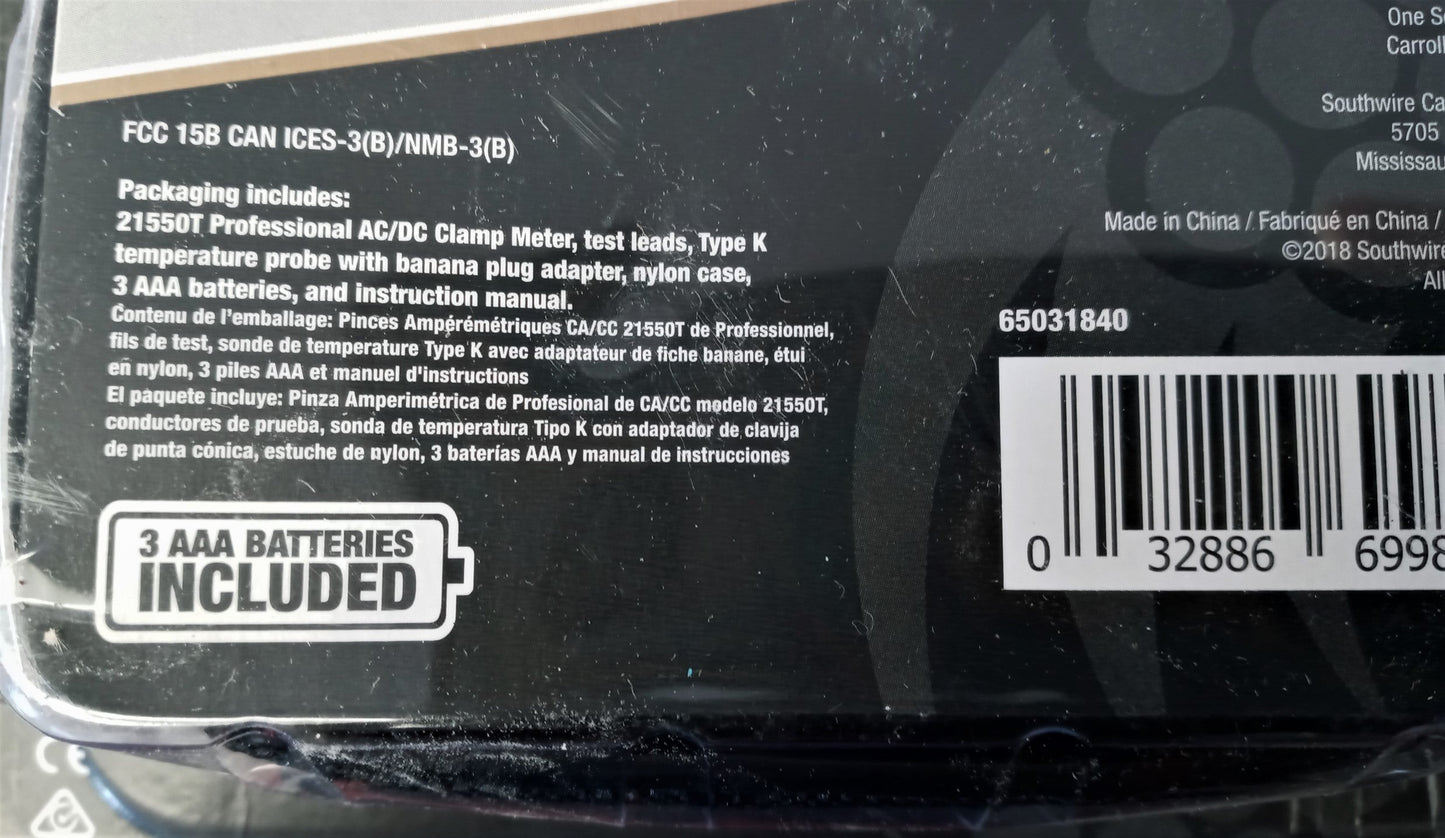 One
Carroll
Southwire
5705
Mississau
Made in China / Fabriqué en China /
©2018 Southwire
All
FCC 15B CAN ICES-3(B)/NMB-3(B)
Packaging includes:
21550T Professional AC/DC Clamp Meter, test leads, Type K
temperature probe with banana plug adapter, nylon case,
3 AAA batteries, and instruction manual.
Contenu de l'emballage: Pinces Ampérémétriques CA/CC 21550T de Professionnel,
fils de test, sonde de temperature Type K avec adaptateur de fiche banane, étui
en nylon, 3 piles AAA et manuel d'instructions
El paquete incluye: Pinza Amperimétrica de Profesional de CA/CC modelo 21550T,
conductores de prueba, sonda de temperatura Tipo K con adaptador de clavija
de punta cónica, estuche de nylon, 3 baterías AAA y manual de instrucciones
3 AAA BATTERIES
INCLUDED
65031840
0 32886 6998
CE